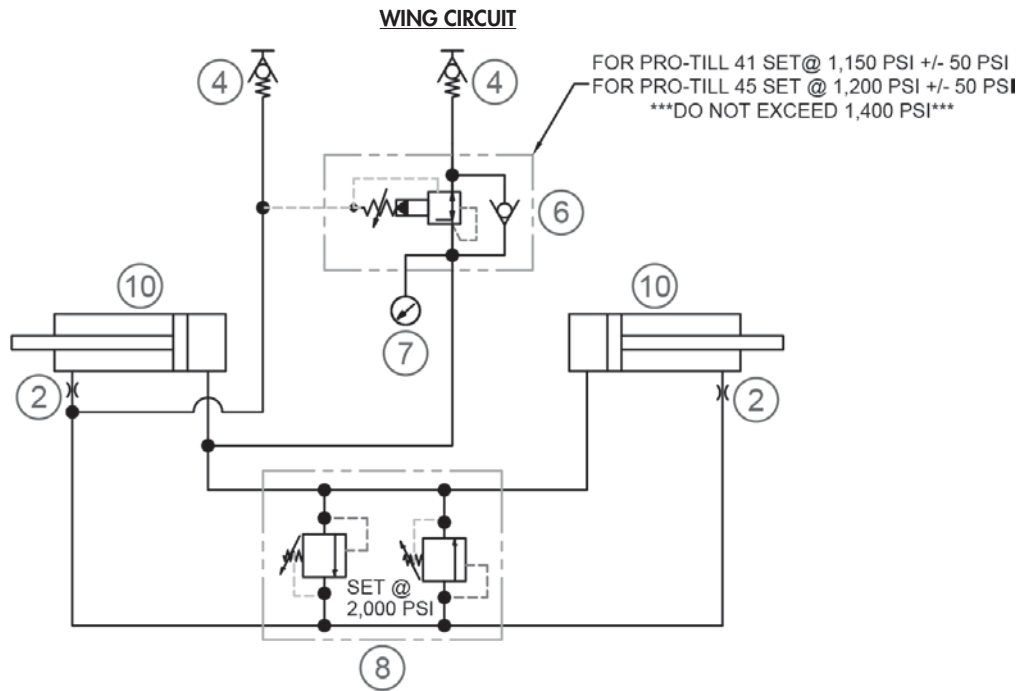 WING CIRCUIT
4
4
FOR PRO-TILL 41 SET@ 1,150 PSI +/- 50 PSI
FOR PRO-TILL 45 SET @ 1,200 PSI +/- 50 PSI
***DO NOT EXCEED 1,400 PSI***
6
10
10
7
2
2
SET @
2,000 PSI
8